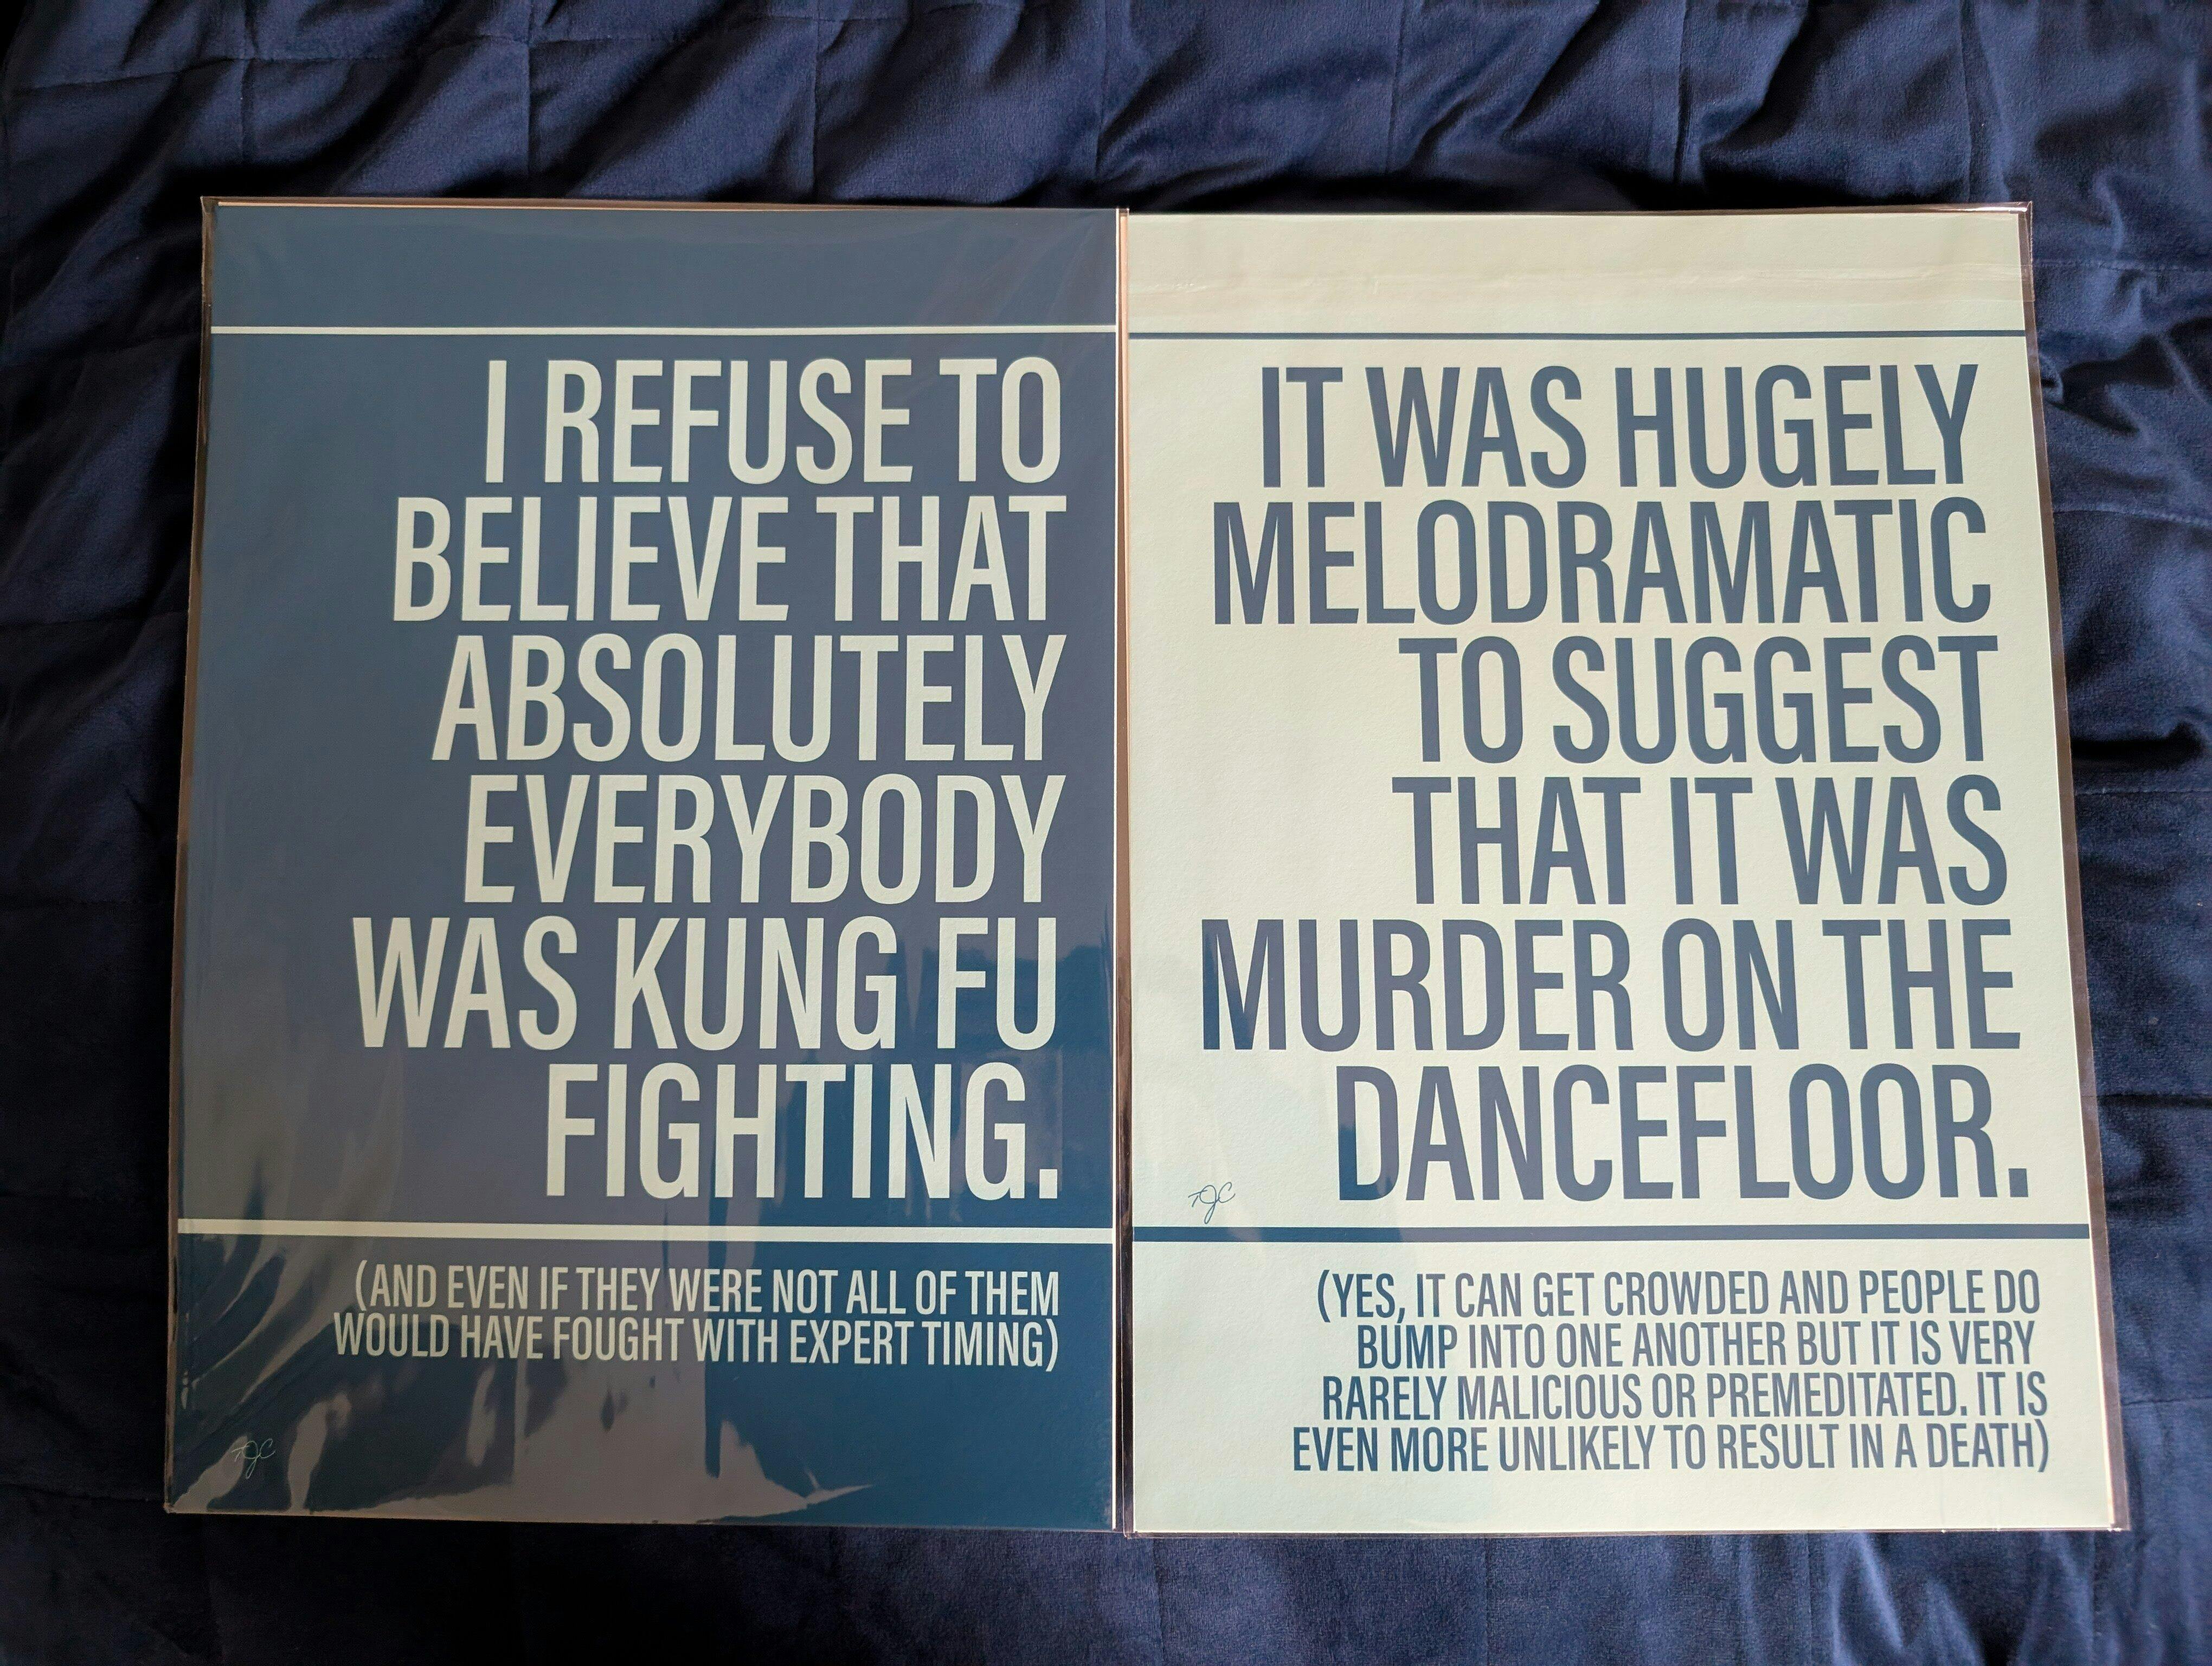 I REFUSE TO
BELIEVE THAT
ABSOLUTELY
EVERYBODY
WAS KUNG FU
FIGHTING.
(AND EVEN IF THEY WERE NOT ALL OF THEM
WOULD HAVE FOUGHT WITH EXPERT TIMING)
TJC
IT WAS HUGELY
MELODRAMATIC
TO SUGGEST
THAT IT WAS
MURDER ON THE
DANCEFLOOR.
TJC
(YES, IT CAN GET CROWDED AND PEOPLE DO
BUMP INTO ONE ANOTHER BUT IT IS VERY
RARELY MALICIOUS OR PREMEDITATED. IT IS
EVEN MORE UNLIKELY TO RESULT IN A DEATH)